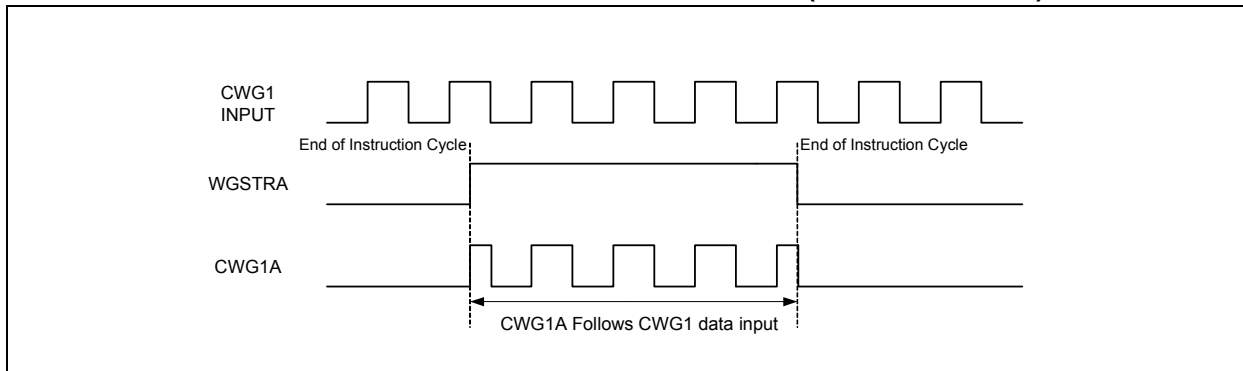 CWG1
INPUT
End of Instruction Cycle
End of Instruction Cycle
WGSTRA
CWG1A
CWG1A Follows CWG1 data input